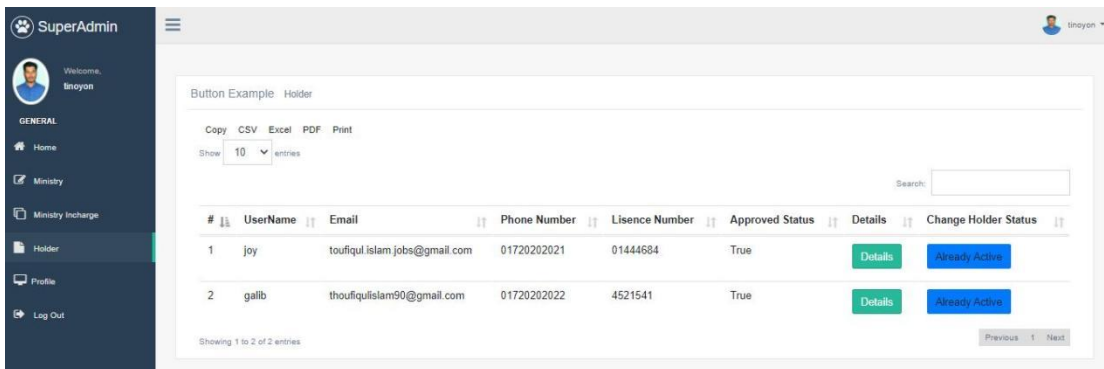 SuperAdmin
tinoyon
Welcome,
tinoyon
GENERAL
Home
Ministry
Ministry Incharge
Holder
Profile
Log Out
Button Example Holder
Copy CSV Excel PDF Print
Show 10 entries
Search:
# UserName Email Phone Number Lisence Number Approved Status Details Change Holder Status
1 joy toufiqul.islam.jobs@gmail.com 01720202021 01444684 True Details Already Active
2 galib thoufiqulislam90@gmail.com 01720202022 4521541 True Details Already Active
Showing 1 to 2 of 2 entries
Previous 1 Next